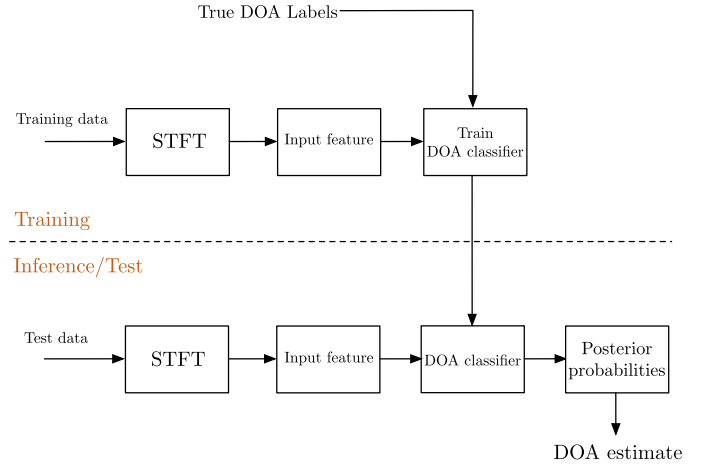 True DOA Labels
Training data
STFT
Input feature
Train
DOA classifier
Training
Inference/Test
Test data
STFT
Input feature
DOA classifier
Posterior
probabilities
DOA estimate